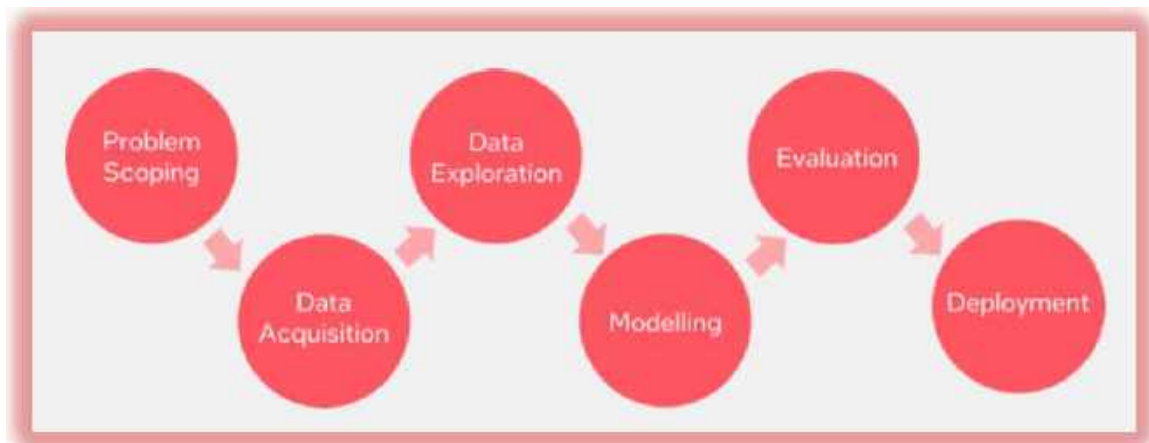 Problem
Scoping
Data
Acquisition
Data
Exploration
Modelling
Evaluation
Deployment